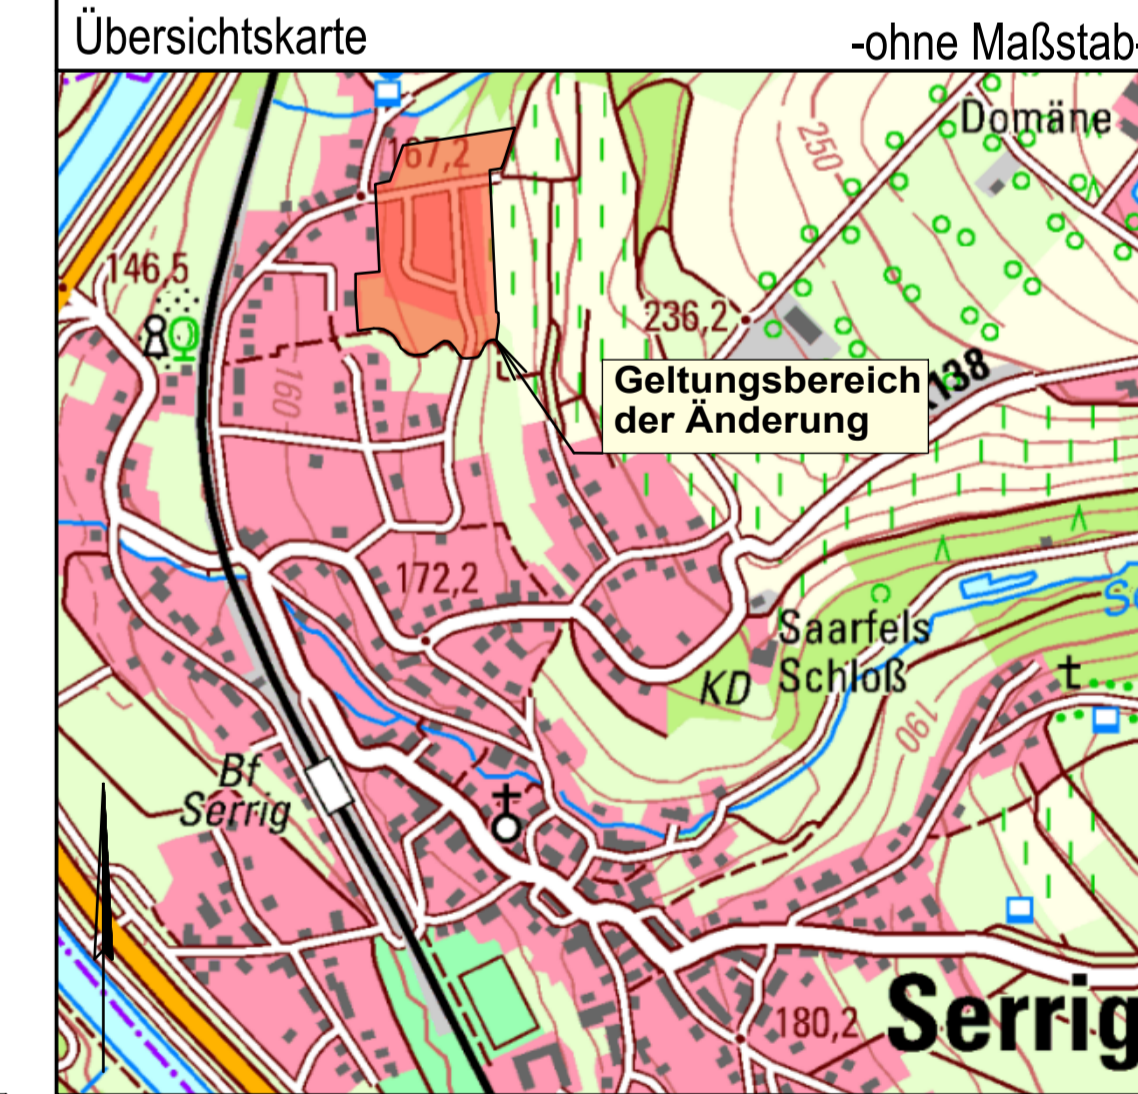 Übersichtskarte
-ohne Maßstab-
Domäne
167,2
250
146,5
236,2
K138
Geltungsbereich
der Änderung
160
172,2
Saarfels
Schloß
KD
190
Bf
Serrig
180,2
Serrig